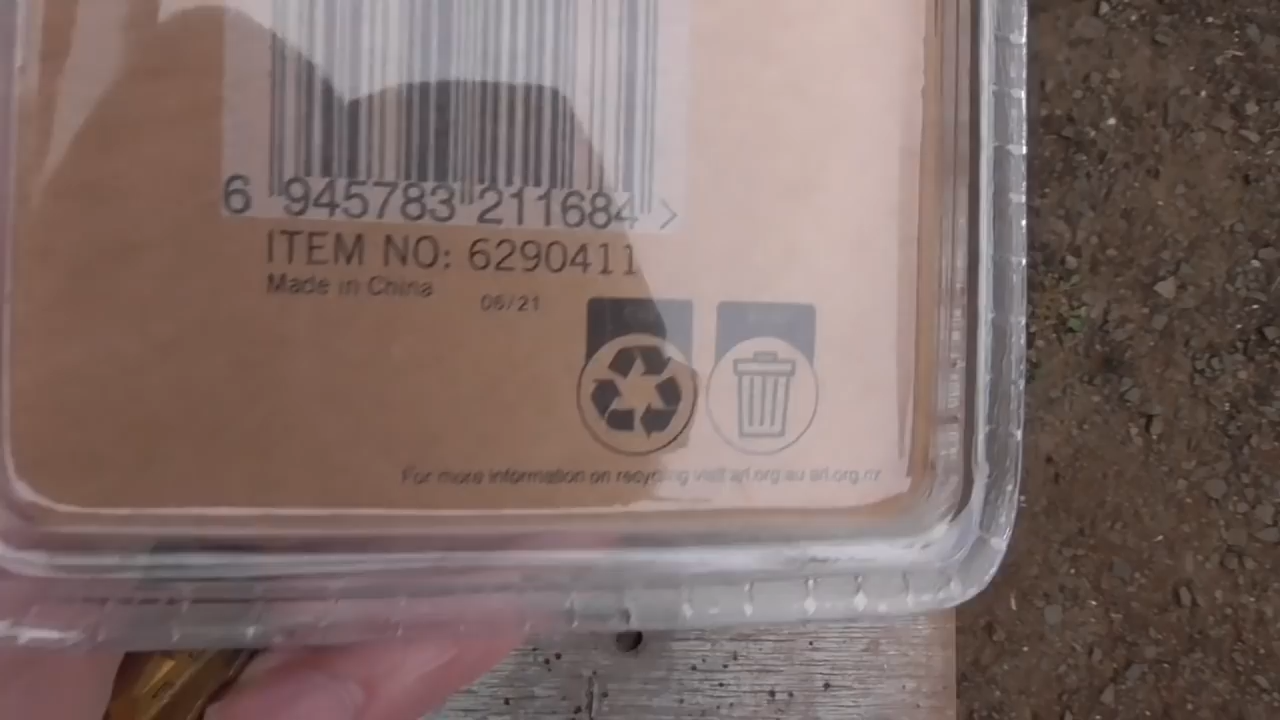 6 945783 211684 >
ITEM NO: 6290411
Made in China
06/21
For more information on recycling visit arl.org.au arl.org.nz